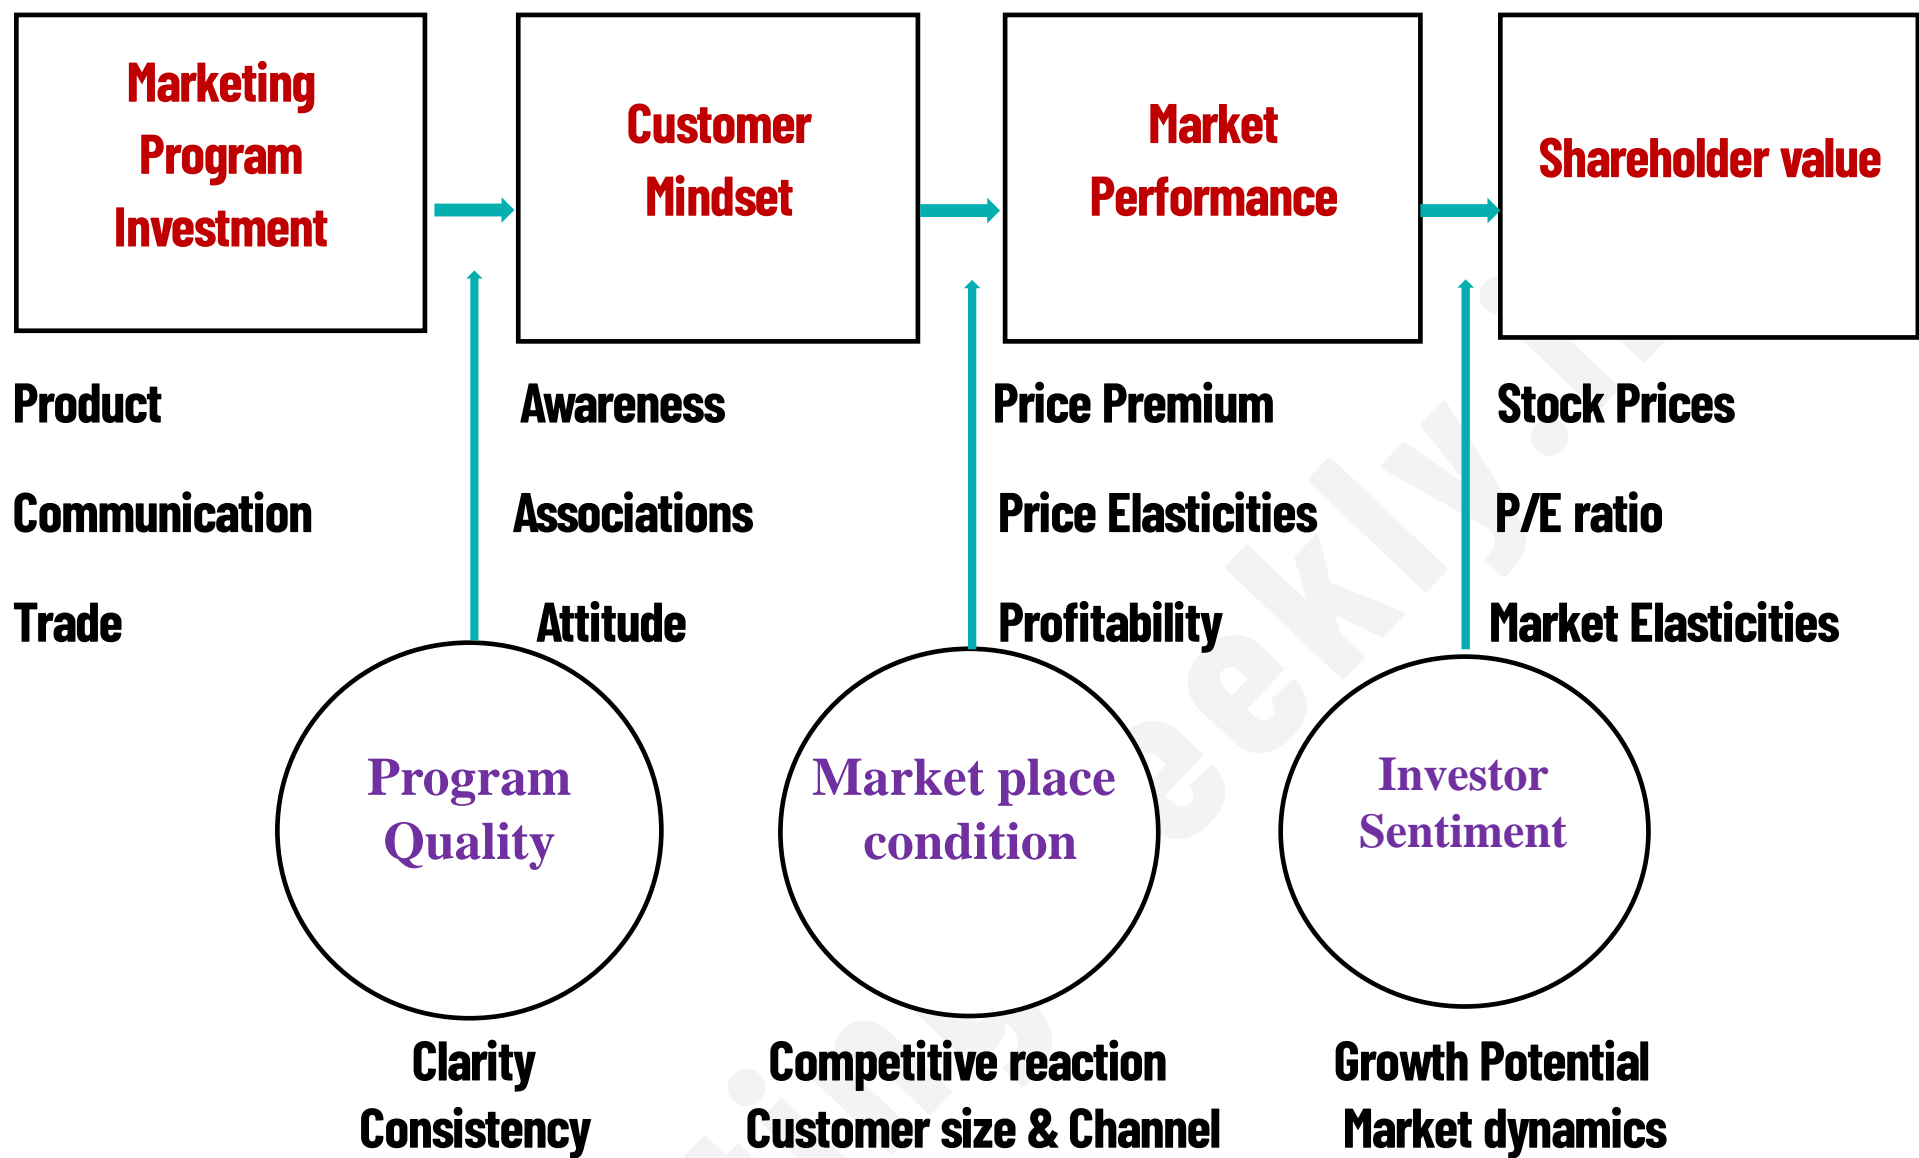 Marketing
Program
Investment
Customer
Mindset
Market
Performance
Shareholder value
Product
Communication
Trade
Awareness
Associations
Attitude
Price Premium
Price Elasticities
Profitability
Stock Prices
P/E ratio
Market Elasticities
Program
Quality
Market place
condition
Investor
Sentiment
Clarity
Consistency
Competitive reaction
Customer size & Channel
Growth Potential
Market dynamics